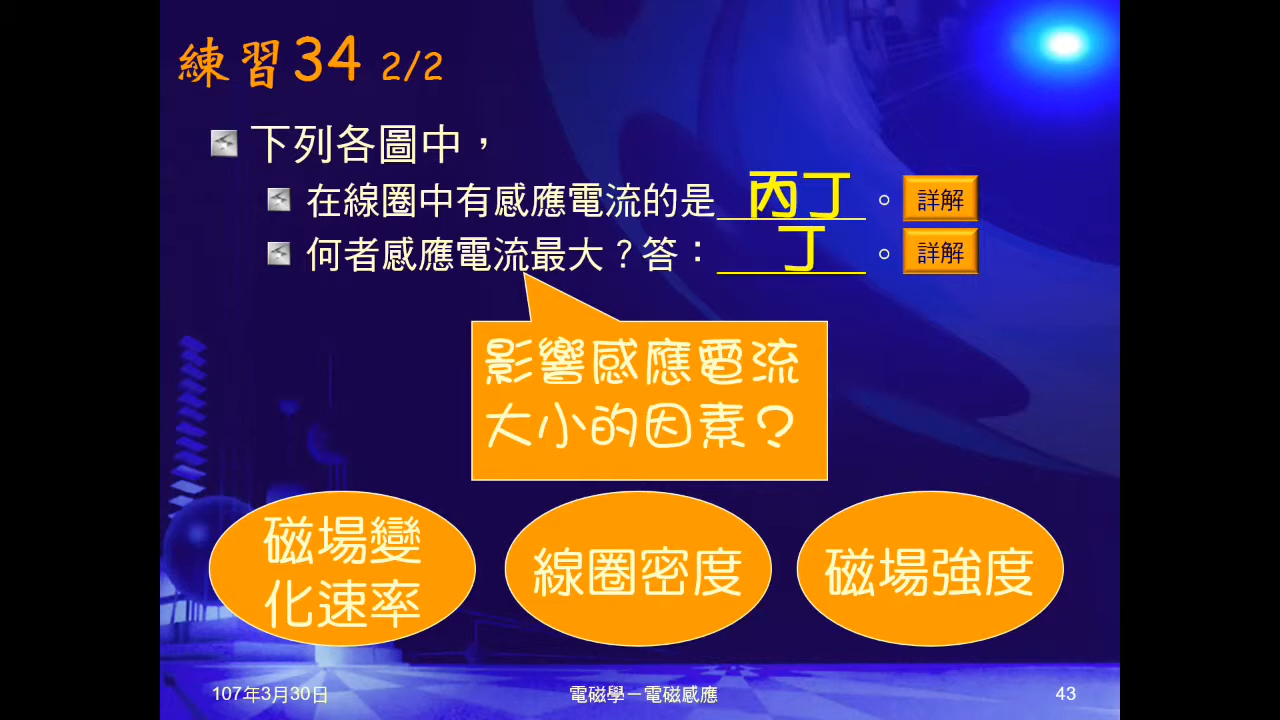 練習34 2/2
下列各圖中，
在線圈中有感應電流的是 丙丁 。 詳解
何者感應電流最大？答： 丁 。 詳解
影響感應電流
大小的因素？
磁場變
化速率
線圈密度
磁場強度
107年3月30日 電磁學－電磁感應 43